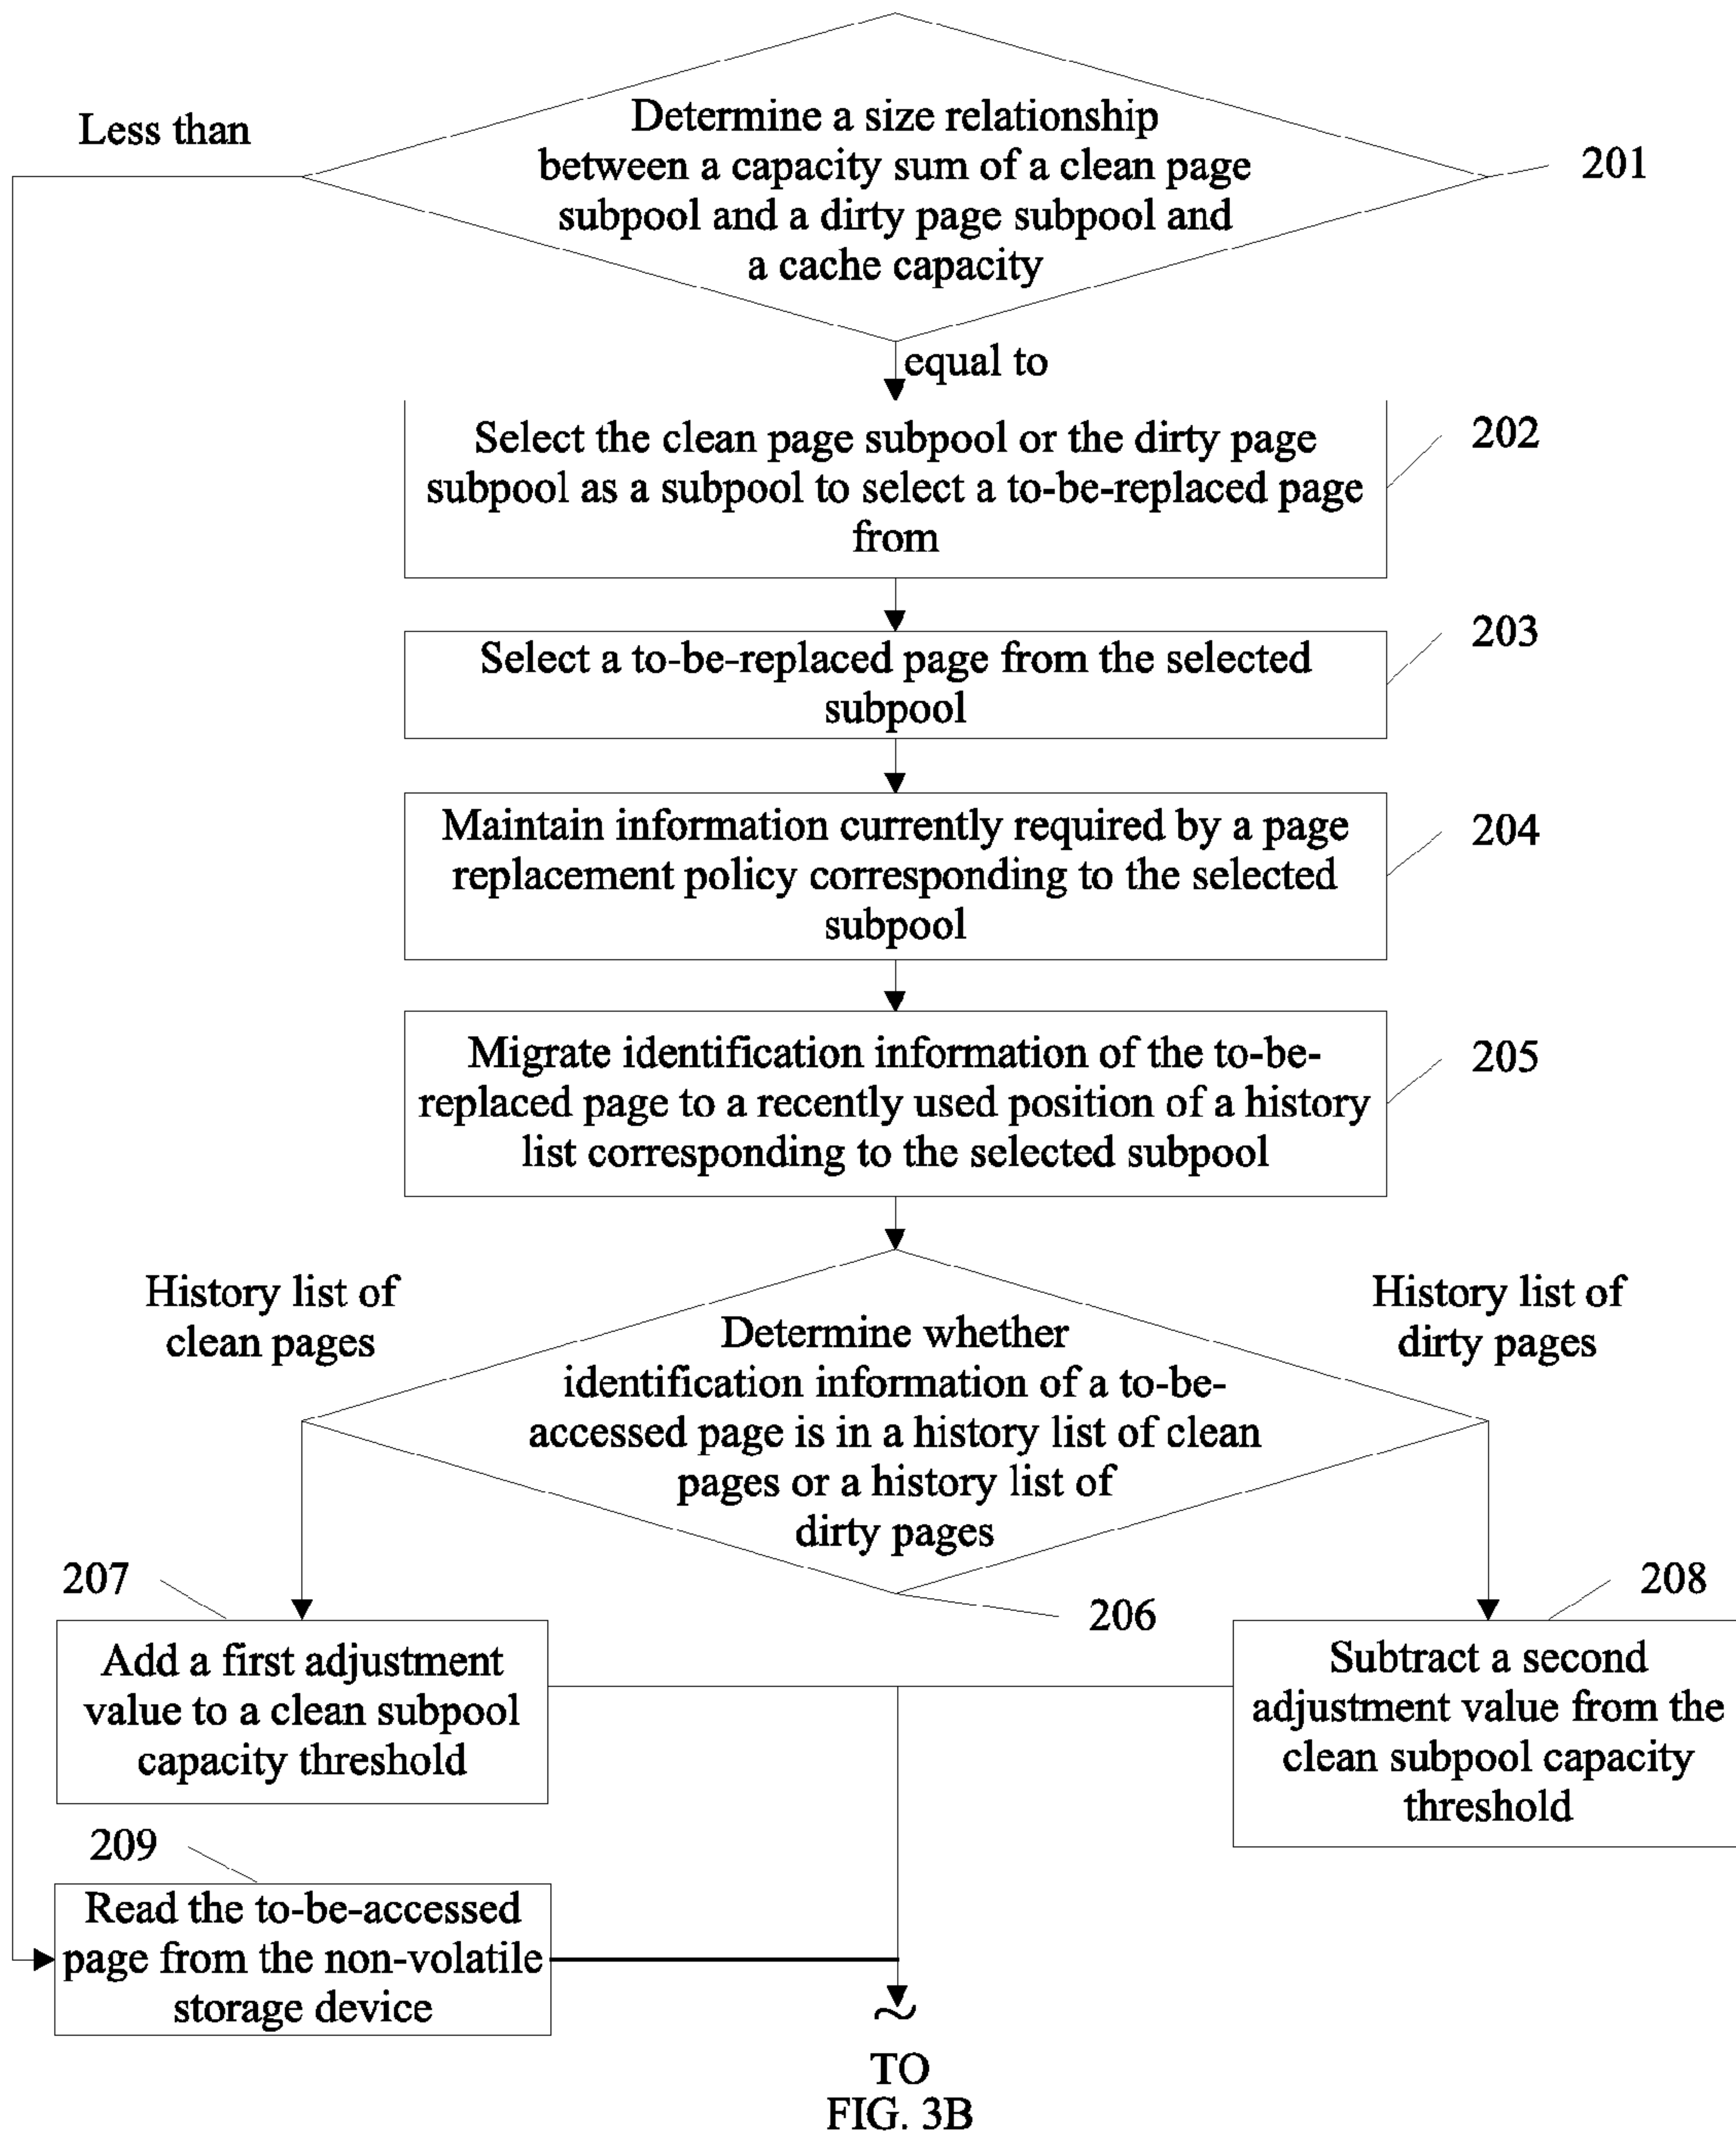 Determine a size relationship
between a capacity sum of a clean page
subpool and a dirty page subpool and
a cache capacity
Less than
201
equal to
Select the clean page subpool or the dirty page
subpool as a subpool to select a to-be-replaced page
from
202
Select a to-be-replaced page from the selected
subpool
203
Maintain information currently required by a page
replacement policy corresponding to the selected
subpool
204
Migrate identification information of the to-be-
replaced page to a recently used position of a history
list corresponding to the selected subpool
205
History list of
clean pages
History list of
dirty pages
Determine whether
identification information of a to-be-
accessed page is in a history list of clean
pages or a history list of
dirty pages
206
207
Add a first adjustment
value to a clean subpool
capacity threshold
208
Subtract a second
adjustment value from the
clean subpool capacity
threshold
209
Read the to-be-accessed
page from the non-volatile
storage device
~
TO
FIG. 3B